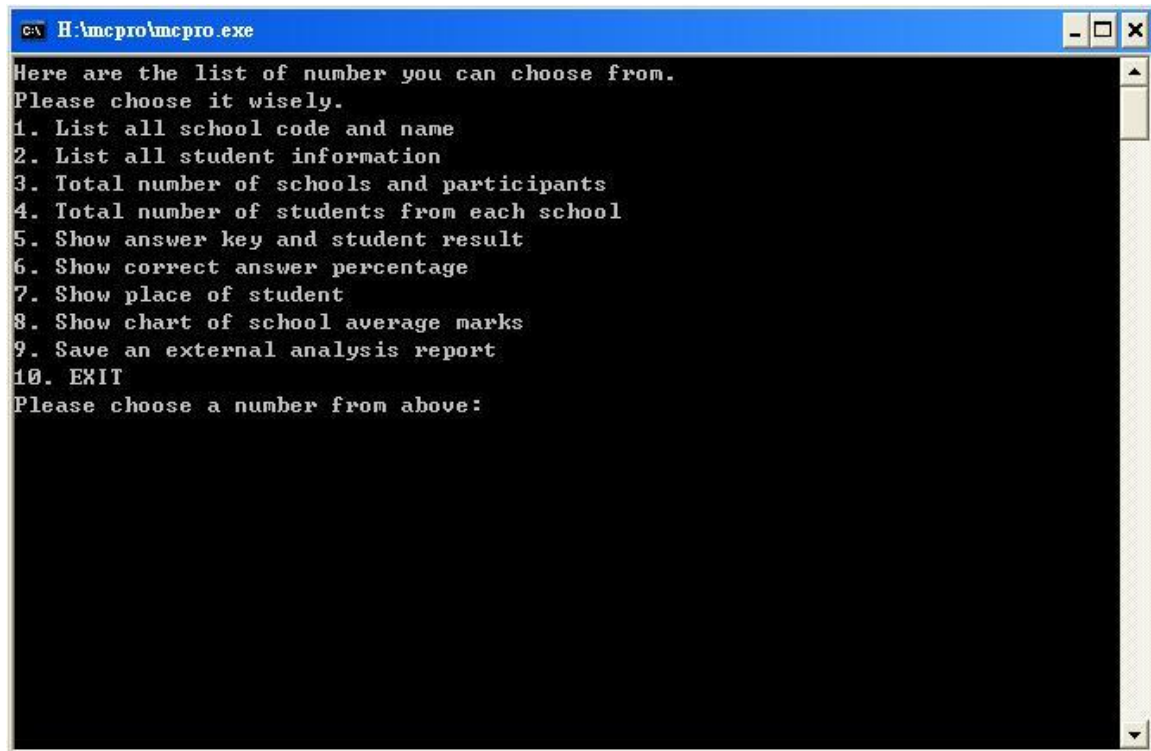 H:\mcpro\mcpro.exe
Here are the list of number you can choose from.
Please choose it wisely.
1. List all school code and name
2. List all student information
3. Total number of schools and participants
4. Total number of students from each school
5. Show answer key and student result
6. Show correct answer percentage
7. Show place of student
8. Show chart of school average marks
9. Save an external analysis report
10. EXIT
Please choose a number from above: